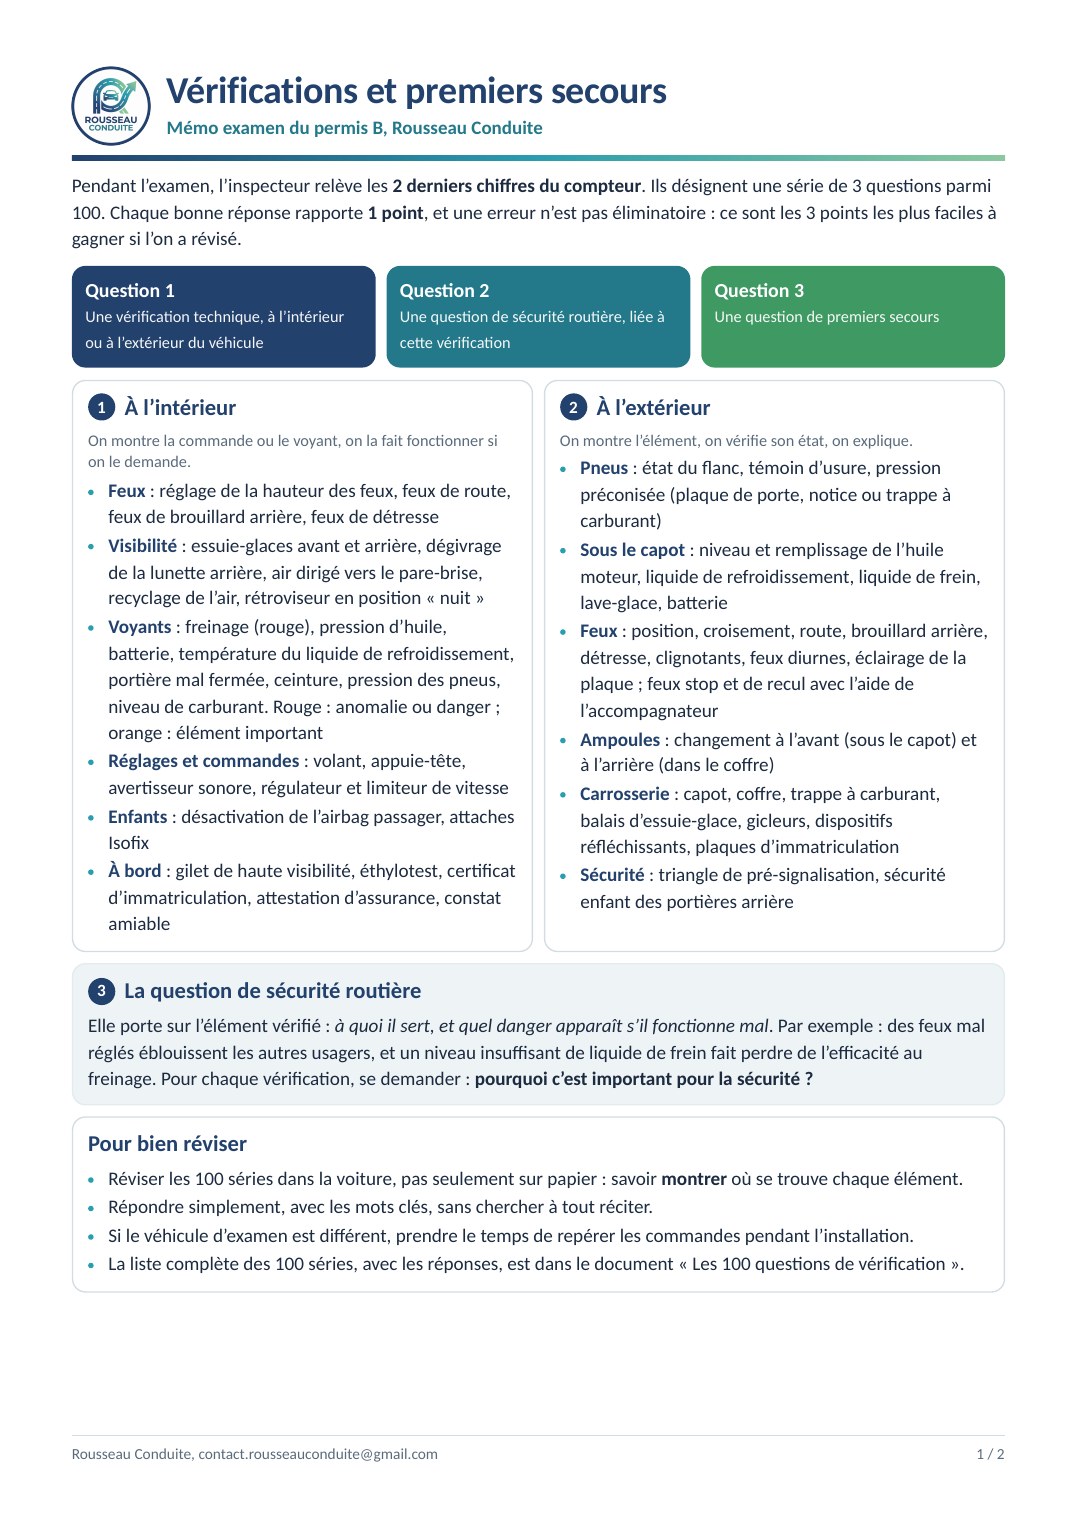 ROUSSEAU
CONDUITE
Vérifications et premiers secours
Mémo examen du permis B, Rousseau Conduite
Pendant l’examen, l’inspecteur relève les 2 derniers chiffres du compteur. Ils désignent une série de 3 questions parmi
100. Chaque bonne réponse rapporte 1 point, et une erreur n’est pas éliminatoire : ce sont les 3 points les plus faciles à
gagner si l’on a révisé.
Question 1
Une vérification technique, à l’intérieur
ou à l’extérieur du véhicule
Question 2
Une question de sécurité routière, liée à
cette vérification
Question 3
Une question de premiers secours
1 À l’intérieur
On montre la commande ou le voyant, on la fait fonctionner si
on le demande.
• Feux : réglage de la hauteur des feux, feux de route,
feux de brouillard arrière, feux de détresse
• Visibilité : essuie-glaces avant et arrière, dégivrage
de la lunette arrière, air dirigé vers le pare-brise,
recyclage de l’air, rétroviseur en position « nuit »
• Voyants : freinage (rouge), pression d’huile,
batterie, température du liquide de refroidissement,
portière mal fermée, ceinture, pression des pneus,
niveau de carburant. Rouge : anomalie ou danger ;
orange : élément important
• Réglages et commandes : volant, appuie-tête,
avertisseur sonore, régulateur et limiteur de vitesse
• Enfants : désactivation de l’airbag passager, attaches
Isofix
• À bord : gilet de haute visibilité, éthylotest, certificat
d’immatriculation, attestation d’assurance, constat
amiable
2 À l’extérieur
On montre l’élément, on vérifie son état, on explique.
• Pneus : état du flanc, témoin d’usure, pression
préconisée (plaque de porte, notice ou trappe à
carburant)
• Sous le capot : niveau et remplissage de l’huile
moteur, liquide de refroidissement, liquide de frein,
lave-glace, batterie
• Feux : position, croisement, route, brouillard arrière,
détresse, clignotants, feux diurnes, éclairage de la
plaque ; feux stop et de recul avec l’aide de
l’accompagnateur
• Ampoules : changement à l’avant (sous le capot) et
à l’arrière (dans le coffre)
• Carrosserie : capot, coffre, trappe à carburant,
balais d’essuie-glace, gicleurs, dispositifs
réfléchissants, plaques d’immatriculation
• Sécurité : triangle de pré-signalisation, sécurité
enfant des portières arrière
3 La question de sécurité routière
Elle porte sur l’élément vérifié : à quoi il sert, et quel danger apparaît s’il fonctionne mal. Par exemple : des feux mal
réglés éblouissent les autres usagers, et un niveau insuffisant de liquide de frein fait perdre de l’efficacité au
freinage. Pour chaque vérification, se demander : pourquoi c’est important pour la sécurité ?
Pour bien réviser
• Réviser les 100 séries dans la voiture, pas seulement sur papier : savoir montrer où se trouve chaque élément.
• Répondre simplement, avec les mots clés, sans chercher à tout réciter.
• Si le véhicule d’examen est différent, prendre le temps de repérer les commandes pendant l’installation.
• La liste complète des 100 séries, avec les réponses, est dans le document « Les 100 questions de vérification ».
Rousseau Conduite, contact.rousseauconduite@gmail.com
1 / 2